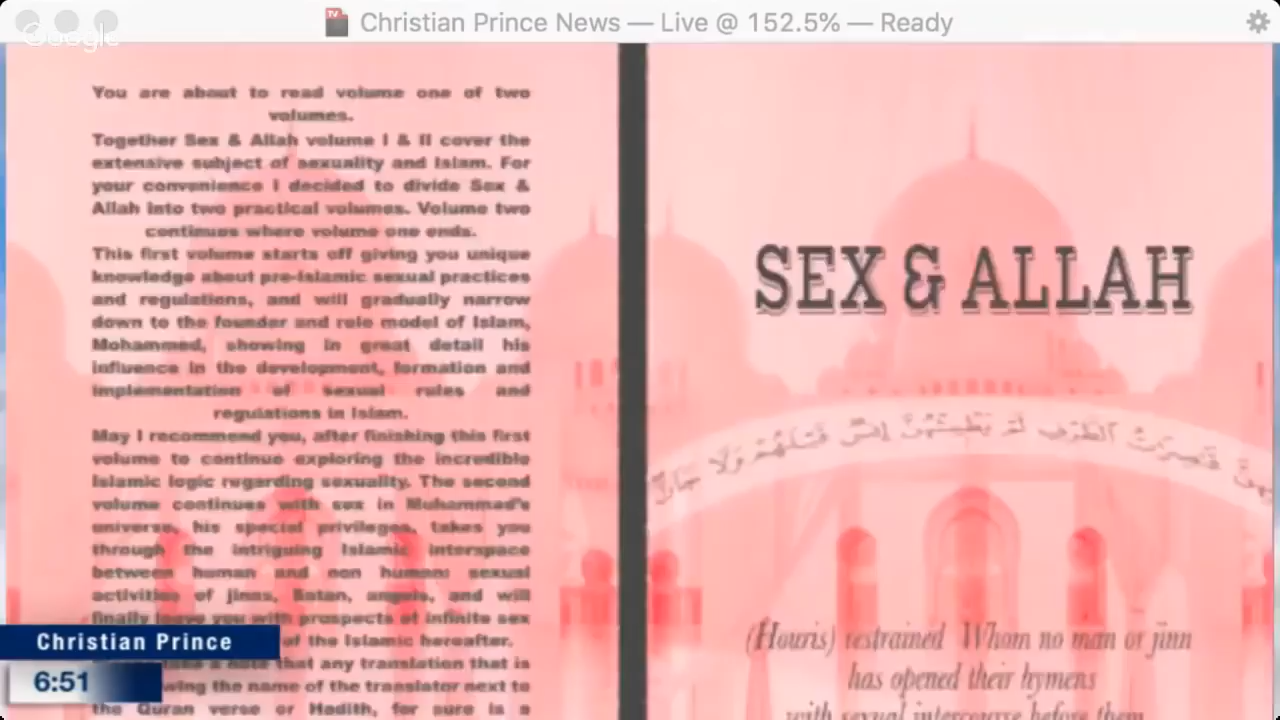 Christian Prince News — Live @ 152.5% — Ready
Google
You are about to read volume one of two
volumes.
Together Sex & Allah volume I & II cover the
extensive subject of sexuality and Islam. For
your convenience I decided to divide Sex &
Allah into two practical volumes. Volume two
continues where volume one ends.
This first volume starts off giving you unique
knowledge about pre-Islamic sexual practices
and regulations, and will gradually narrow
down to the founder and role model of Islam,
Mohammed, showing in great detail his
influence in the development, formation and
implementation of sexual rules and
regulations in Islam.
May I recommend you, after finishing this first
volume to continue exploring the incredible
Islamic logic regarding sexuality. The second
volume continues with sex in Muhammad's
universe, his special privileges, takes you
through the intriguing Islamic interspace
between human and non human: sexual
activities of jinns, Satan, angels, and will
finally leave you with prospects of infinite sex
of the Islamic hereafter.
a note that any translation that is
the name of the translator next to
the Quran verse or Hadith, for sure is a
SEX & ALLAH
قَٰصِرَٰتُ ٱلطَّرْفِ لَمْ يَطْمِثْهُنَّ إِنسٌ قَبْلَهُمْ وَلَا جَانٌّ
(Houris) restrained Whom no man or jinn
has opened their hymens
with sexual intercourse before them
Christian Prince
6:51